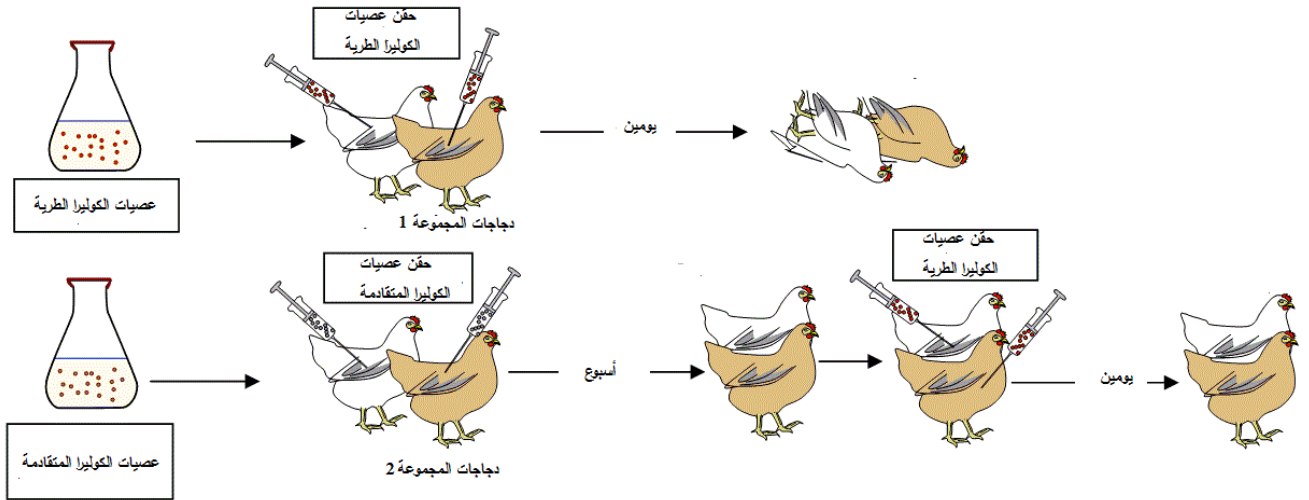 حقن عصيات
الكوليرا الطرية
يومين
عصيات الكوليرا الطرية
دجاجات المجموعة 1
حقن عصيات
الكوليرا المتقادمة
حقن عصيات
الكوليرا الطرية
أسبوع
يومين
عصيات الكوليرا المتقادمة
دجاجات المجموعة 2